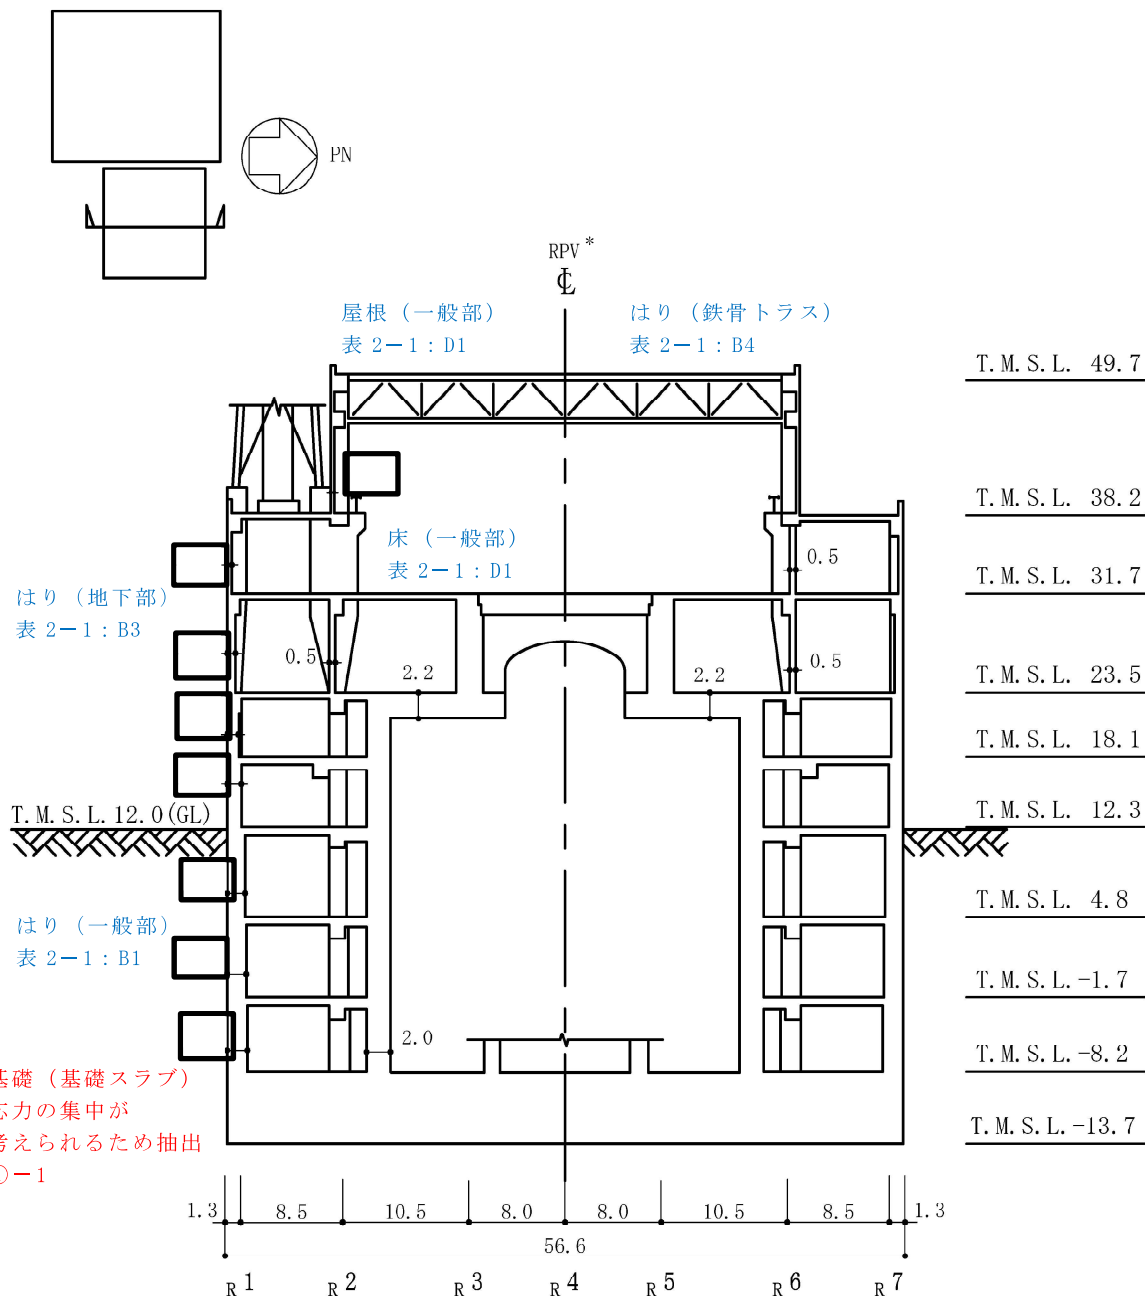 PN
RPV*
℄
屋根（一般部）
表 2－1：D1
はり（鉄骨トラス）
表 2－1：B4
T.M.S.L. 49.7
T.M.S.L. 38.2
床（一般部）
表 2－1：D1
0.5
T.M.S.L. 31.7
はり（地下部）
表 2－1：B3
0.5
2.2
2.2
0.5
T.M.S.L. 23.5
T.M.S.L. 18.1
T.M.S.L.12.0(GL)
T.M.S.L. 12.3
T.M.S.L. 4.8
はり（一般部）
表 2－1：B1
T.M.S.L.-1.7
2.0
T.M.S.L.-8.2
基礎（基礎スラブ）
応力の集中が
考えられるため抽出
－1
T.M.S.L.-13.7
1.3 8.5 10.5 8.0 8.0 10.5 8.5 1.3
56.6
R1 R2 R3 R4 R5 R6 R7